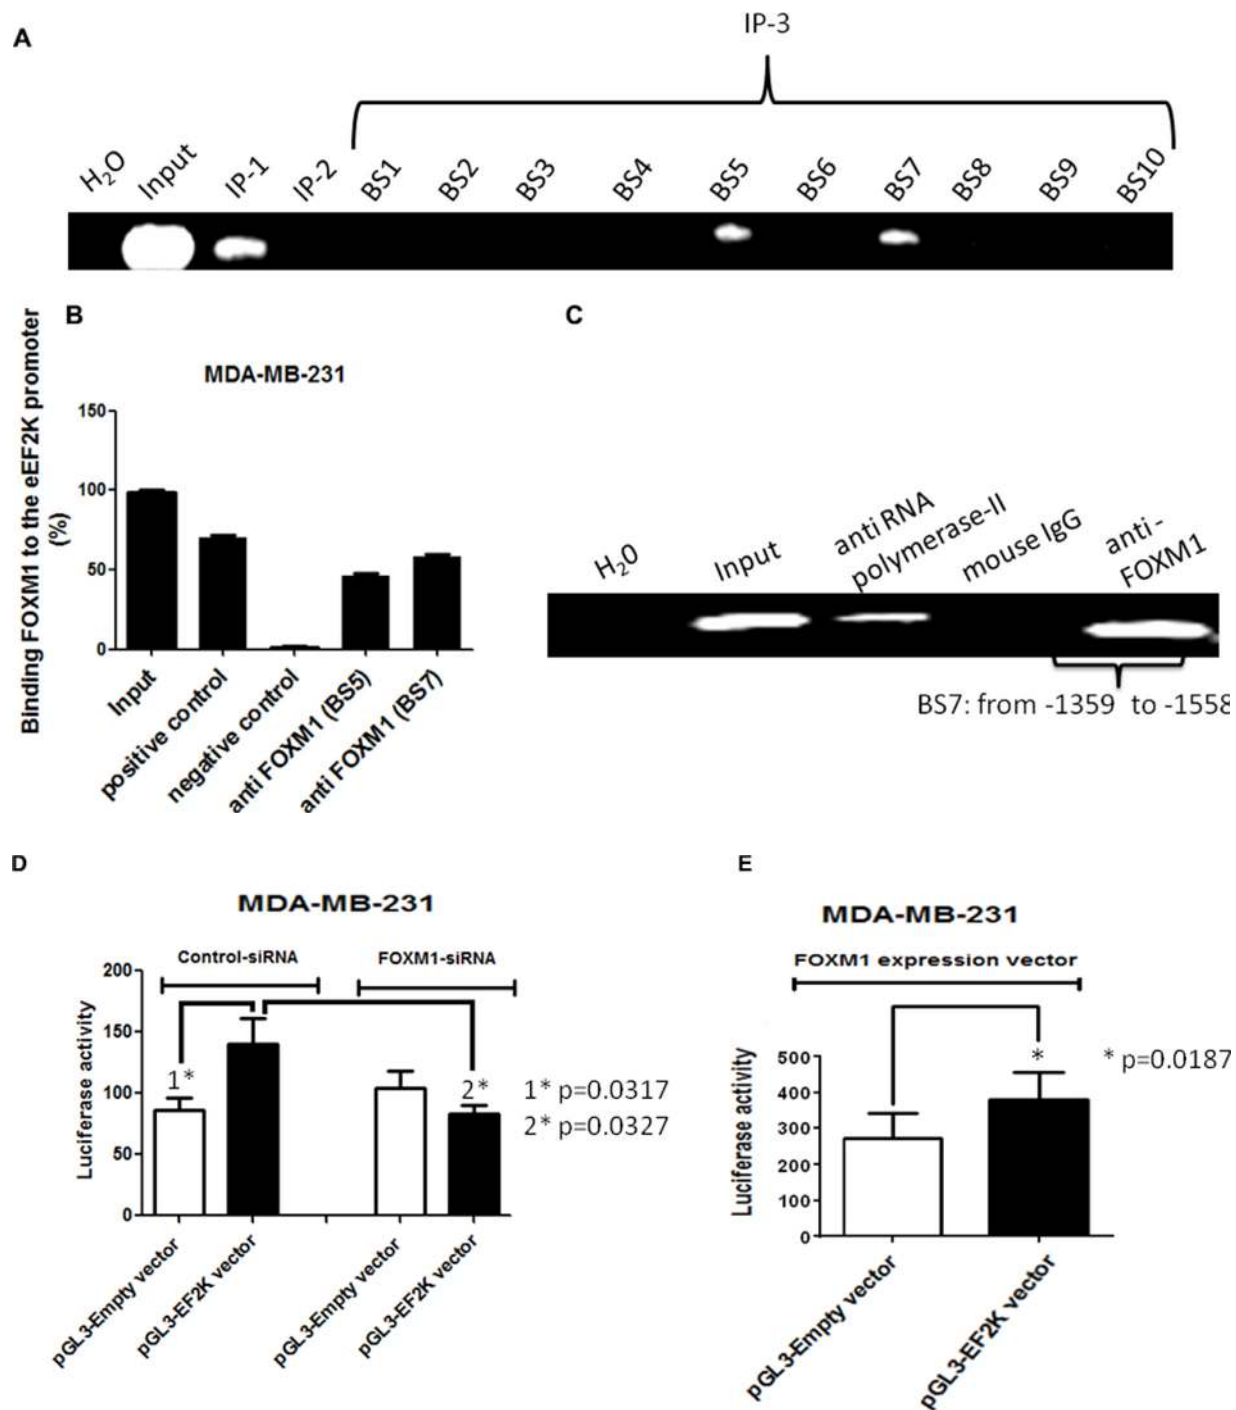 A
IP-3
H2O Input IP-1 IP-2 BS1 BS2 BS3 BS4 BS5 BS6 BS7 BS8 BS9 BS10
B
Binding FOXM1 to the eEF2K promoter
(%)
MDA-MB-231
150
100
50
0
Input
positive control
negative control
anti FOXM1 (BS5)
anti FOXM1 (BS7)
C
H20
Input
anti RNA
polymerase-II
mouse IgG
anti-
FOXM1
BS7: from -1359 to -1558
D
MDA-MB-231
Control-siRNA FOXM1-siRNA
Luciferase activity
200
150
100
50
0
1*
2*
1* p=0.0317
2* p=0.0327
pGL3-Empty vector
pGL3-EF2K vector
pGL3-Empty vector
pGL3-EF2K vector
E
MDA-MB-231
FOXM1 expression vector
Luciferase activity
500
400
300
200
100
0
*
* p=0.0187
pGL3-Empty vector
pGL3-EF2K vector